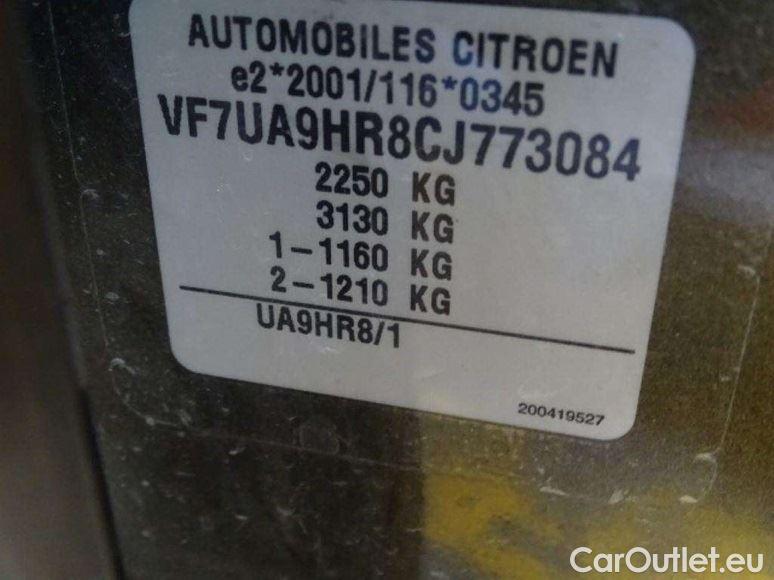 AUTOMOBILES CITROEN
e2*2001/116*0345
VF7UA9HR8CJ773084
2250 KG
3130 KG
1-1160 KG
2-1210 KG
UA9HR8/1
200419527
CarOutlet.eu